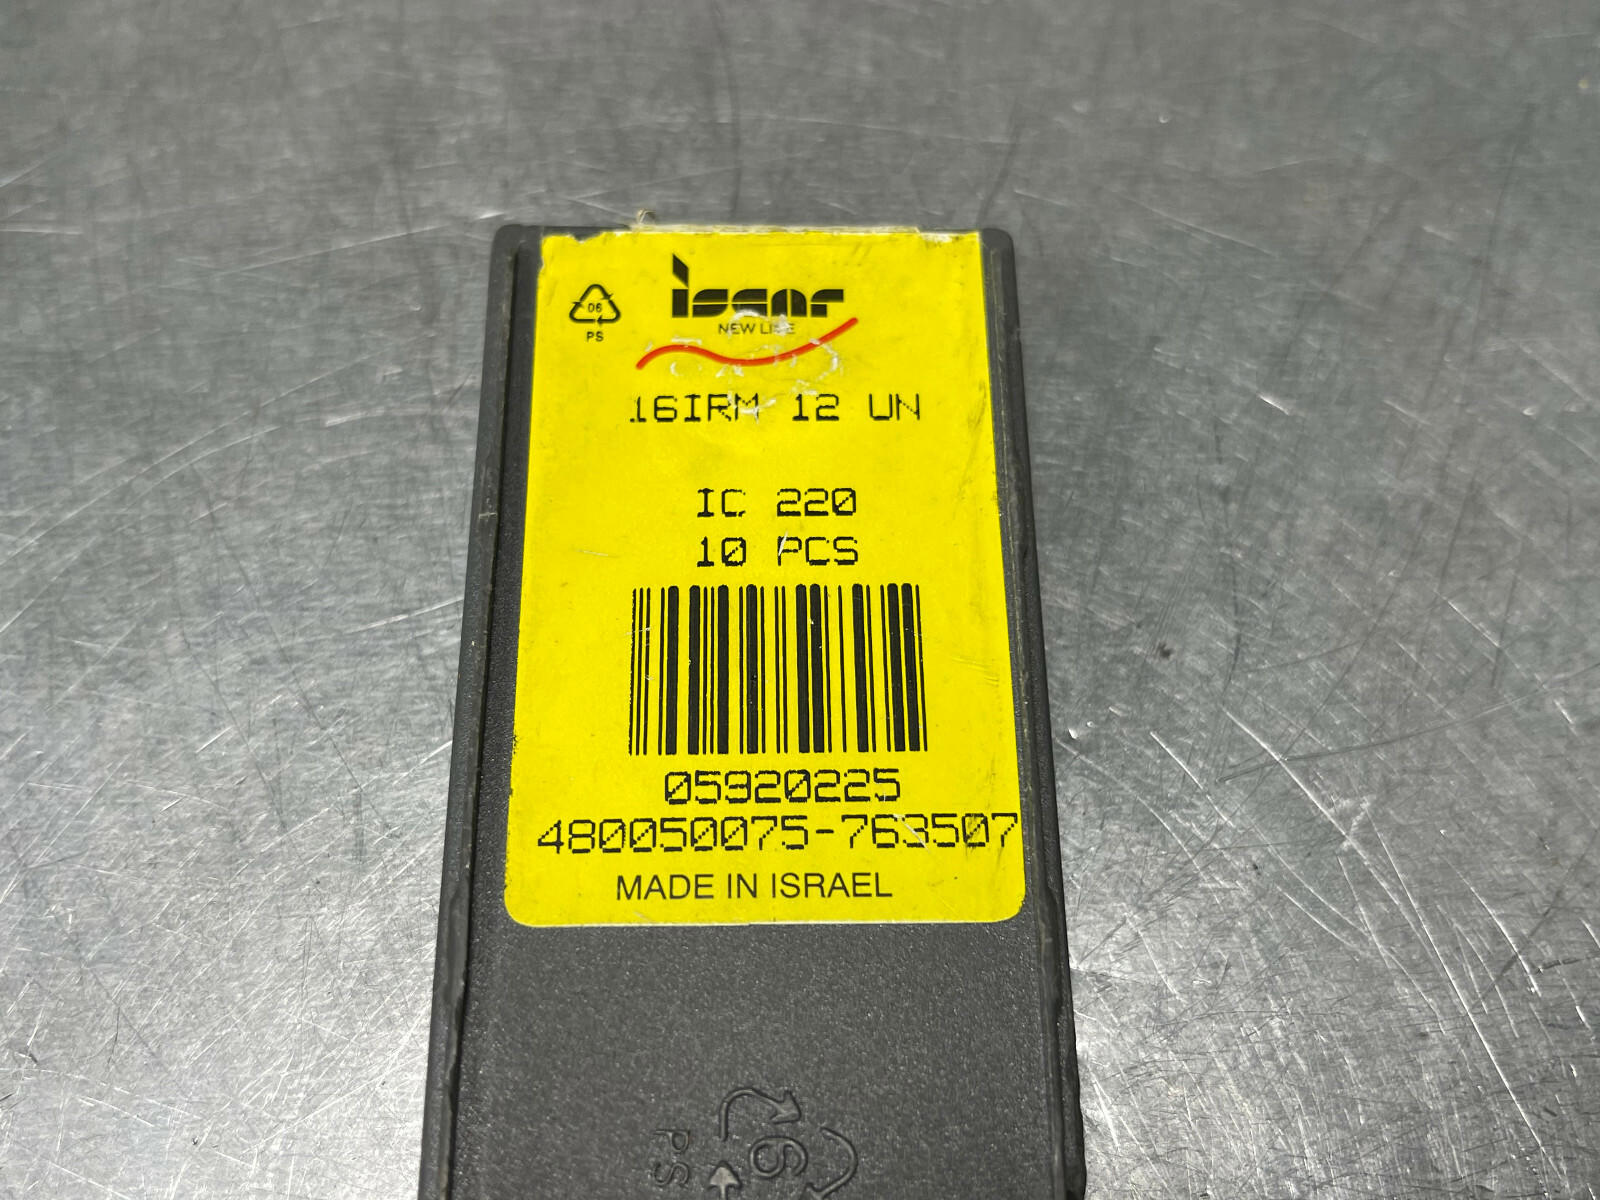 06
PS
iscar
NEW LINE
16IRM 12 UN
IC 220
10 PCS
05920225
480050075-763507
MADE IN ISRAEL
6
PS